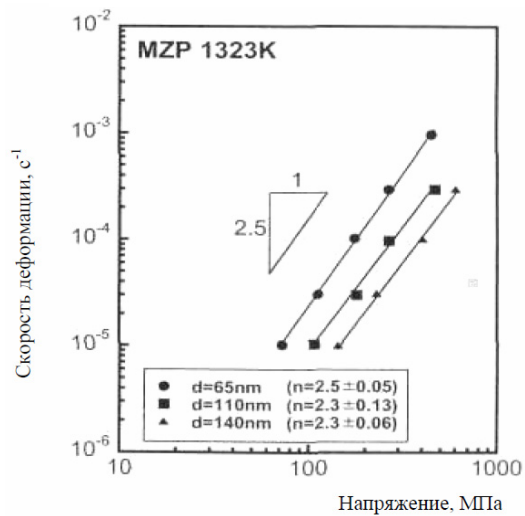 10⁻²
MZP 1323K
10⁻³
1
2.5
10⁻⁴
10⁻⁵
d=65nm (n=2.5±0.05)
d=110nm (n=2.3±0.13)
d=140nm (n=2.3±0.06)
10⁻⁶
10 100 1000
Скорость деформации, с⁻¹
Напряжение, МПа